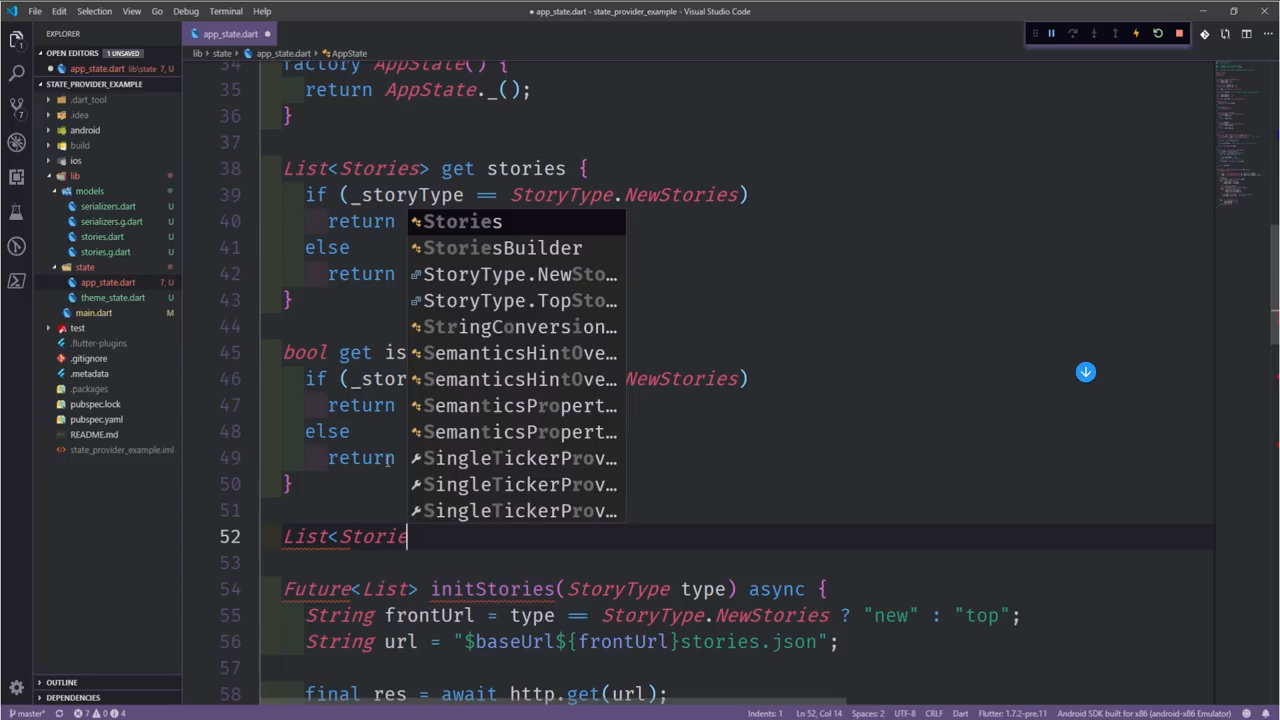 File Edit Selection View Go Debug Terminal Help
● app_state.dart • state_provider_example - Visual Studio Code
EXPLORER
app_state.dart ●
OPEN EDITORS 1 UNSAVED
● app_state.dart lib\state 7, U
lib › state › app_state.dart › AppState
STATE_PROVIDER_EXAMPLE
.dart_tool
.idea
android
build
ios
lib
models
serializers.dart U
serializers.g.dart U
stories.dart U
stories.g.dart U
state
app_state.dart 7, U
theme_state.dart U
main.dart M
test
.flutter-plugins
.gitignore
.metadata
.packages
pubspec.lock
pubspec.yaml
README.md
state_provider_example.iml
OUTLINE
DEPENDENCIES
34 factory AppState() {
35 return AppState._();
36 }
37
38 List<Stories> get stories {
39 if (_storyType == StoryType.NewStories)
40 return
41 else
42 return
43 }
44
45 bool get is
46 if (_stor NewStories)
47 return
48 else
49 return
50 }
51
52 List<Storie
53
54 Future<List> initStories(StoryType type) async {
55 String frontUrl = type == StoryType.NewStories ? "new" : "top";
56 String url = "$baseUrl${frontUrl}stories.json";
57
58 final res = await http.get(url);
Stories
StoriesBuilder
StoryType.NewSto…
StoryType.TopSto…
StringConversion…
SemanticsHintOve…
SemanticsHintOve…
SemanticsPropert…
SemanticsPropert…
SingleTickerProv…
SingleTickerProv…
SingleTickerProv…
master* 7 0 4
Indents: 1 Ln 52, Col 14 Spaces: 2 UTF-8 CRLF Dart Flutter: 1.7.2-pre.11 Android SDK built for x86 (android-x86 Emulator)